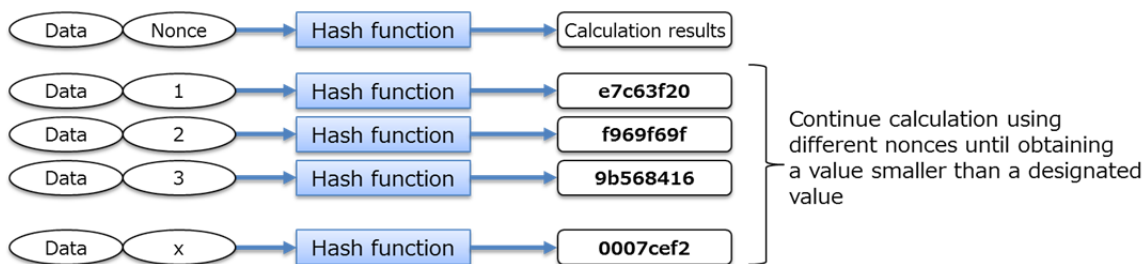 Data Nonce Hash function Calculation results
Data 1 Hash function e7c63f20
Data 2 Hash function f969f69f
Data 3 Hash function 9b568416
Data x Hash function 0007cef2
Continue calculation using
different nonces until obtaining
a value smaller than a designated
value